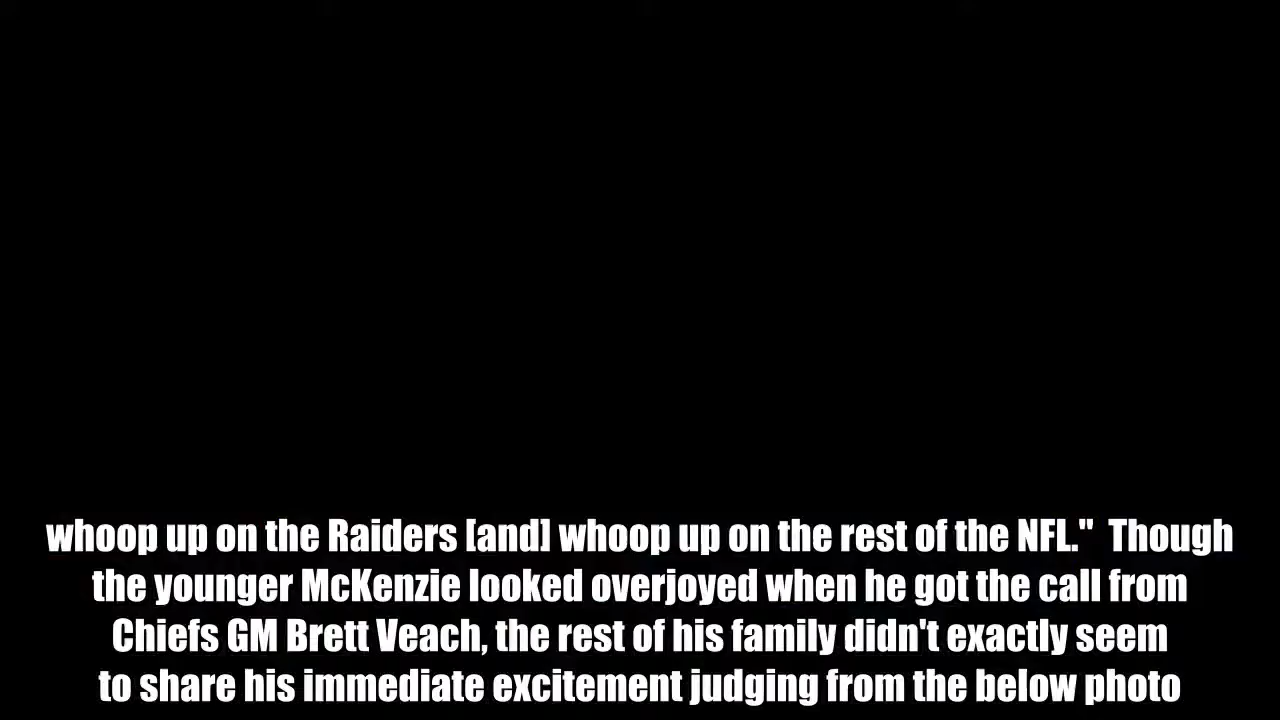 whoop up on the Raiders [and] whoop up on the rest of the NFL."  Though
the younger McKenzie looked overjoyed when he got the call from
Chiefs GM Brett Veach, the rest of his family didn't exactly seem
to share his immediate excitement judging from the below photo